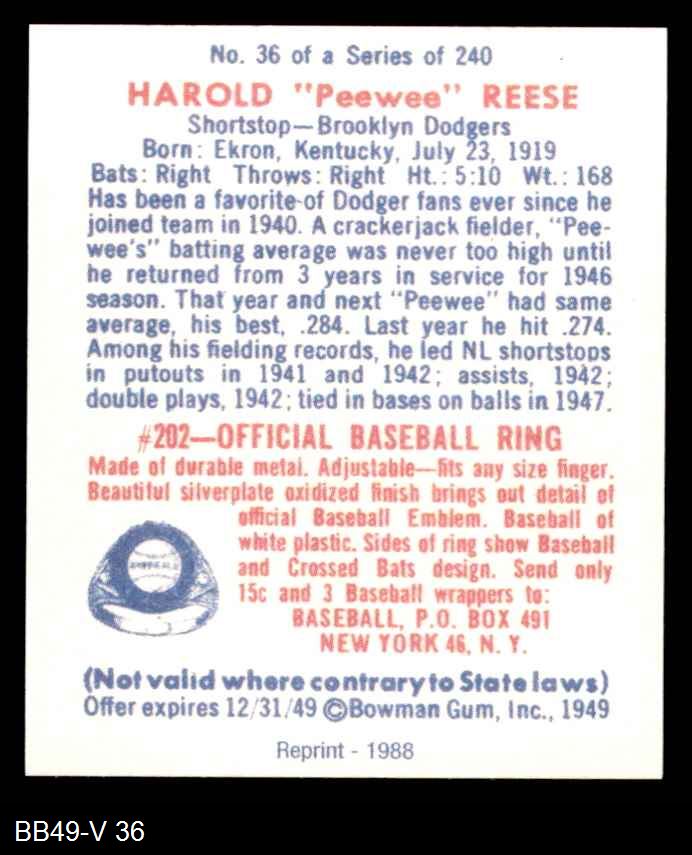 No. 36 of a Series of 240
HAROLD "Peewee" REESE
Shortstop—Brooklyn Dodgers
Born: Ekron, Kentucky, July 23, 1919
Bats: Right Throws: Right Ht.: 5:10 Wt.: 168
Has been a favorite of Dodger fans ever since he
joined team in 1940. A crackerjack fielder, "Pee-
wee's" batting average was never too high until
he returned from 3 years in service for 1946
season. That year and next "Peewee" had same
average, his best, .284. Last year he hit .274.
Among his fielding records, he led NL shortstops
in putouts in 1941 and 1942; assists, 1942;
double plays, 1942; tied in bases on balls in 1947.
#202—OFFICIAL BASEBALL RING
Made of durable metal. Adjustable—fits any size finger.
Beautiful silverplate oxidized finish brings out detail of
official Baseball Emblem. Baseball of
white plastic. Sides of ring show Baseball
and Crossed Bats design. Send only
15c and 3 Baseball wrappers to:
BASEBALL, P.O. BOX 491
NEW YORK 46, N. Y.
(Not valid where contrary to State laws)
Offer expires 12/31/49 ©Bowman Gum, Inc., 1949
Reprint - 1988
BB49-V 36